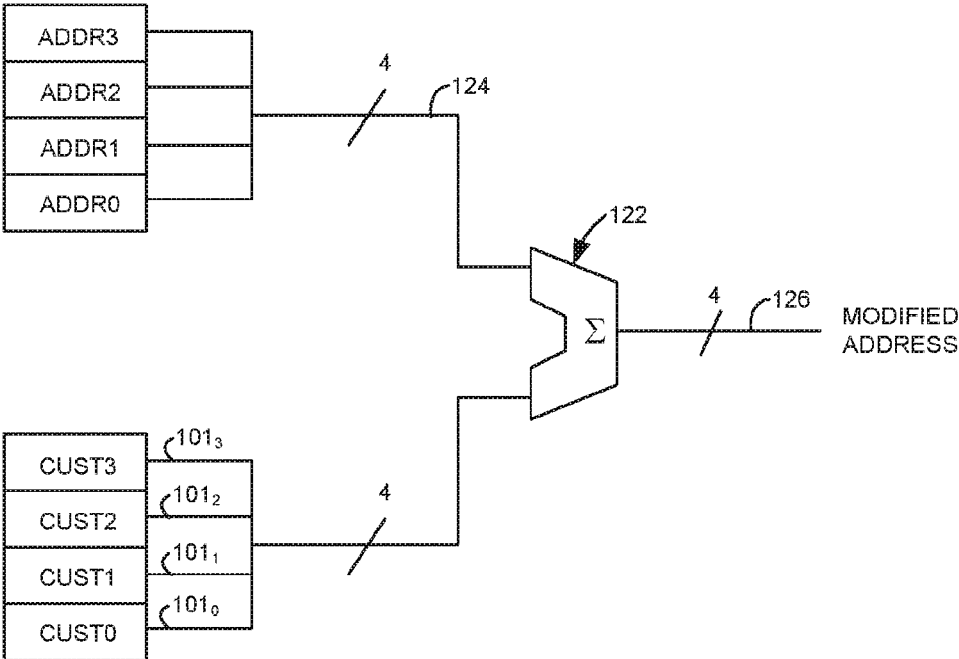 ADDR3
ADDR2
ADDR1
ADDR0
4
124
122
Σ
4
126
MODIFIED
ADDRESS
CUST3
101₃
CUST2
101₂
CUST1
101₁
CUST0
101₀
4